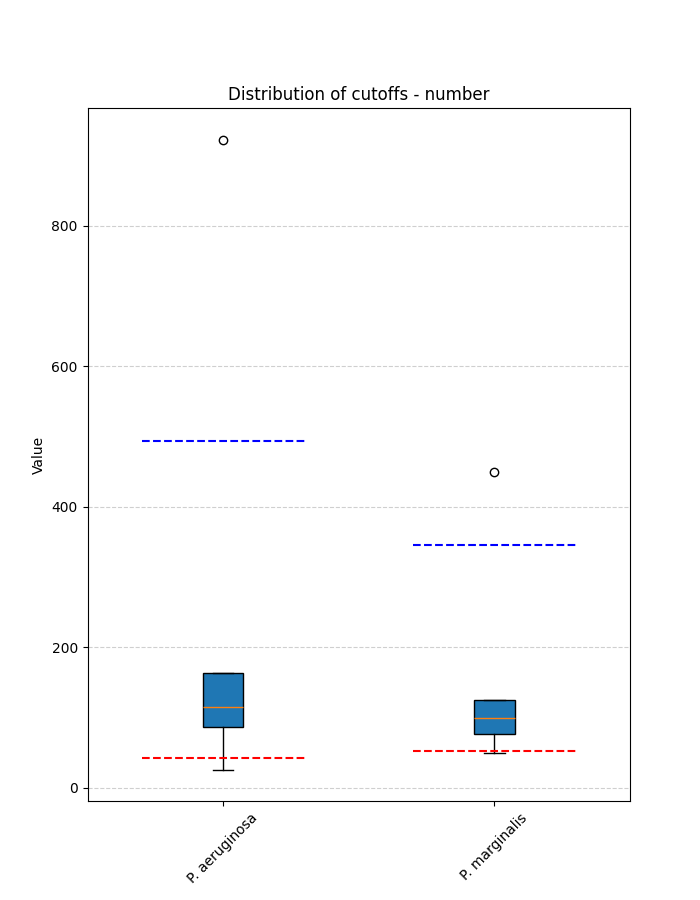 Distribution of cutoffs - number
Value
800
600
400
200
0
P. aeruginosa
P. marginalis